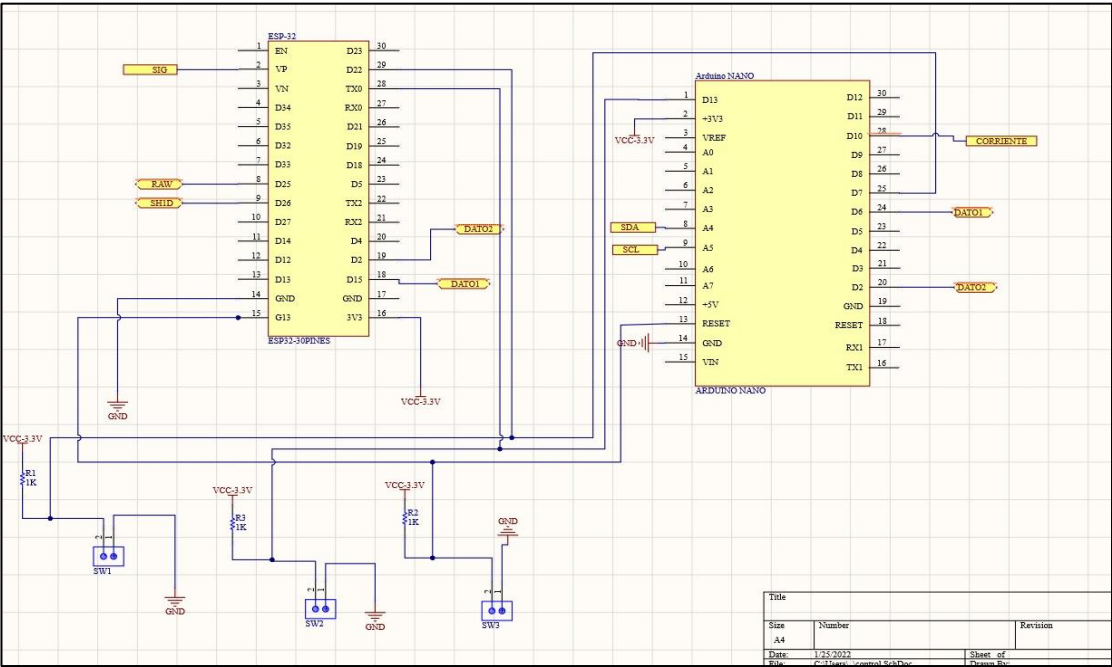 ESP-32
1 EN D23 30
SIG 2 VP D22 29
3 VN TX0 28
4 D34 RX0 27
5 D35 D21 26
6 D32 D19 25
7 D33 D18 24
RAW 8 D25 D5 23
SH1D 9 D26 TX2 22
10 D27 RX2 21
11 D14 D4 20
12 D12 D2 19 DATO2
13 D13 D15 18 DATO1
14 GND GND 17
15 G13 3V3 16
ESP32-30PINES
GND
VCC-3.3V
Arduino NANO
1 D13 D12 30
VCC-3.3V 2 +3V3 D11 29
3 VREF D10 28 CORRIENTE
4 A0 D9 27
5 A1 D8 26
6 A2 D7 25
7 A3 D6 24 DATO1
SDA 8 A4 D5 23
SCL 9 A5 D4 22
10 A6 D3 21
11 A7 D2 20 DATO2
12 +5V GND 19
GND 13 RESET RESET 18
14 GND RX1 17
15 VIN TX1 16
ARDUINO NANO
VCC-3.3V
R1
1K
2 1
SW1
GND
VCC-3.3V
R3
1K
2 1
SW2
GND
VCC-3.3V
R2
1K
GND
2 1
SW3
Title
Size Number Revision
A4
Date: 1/25/2022 Sheet of
File: C:\Users\..\control.SchDoc Drawn By: